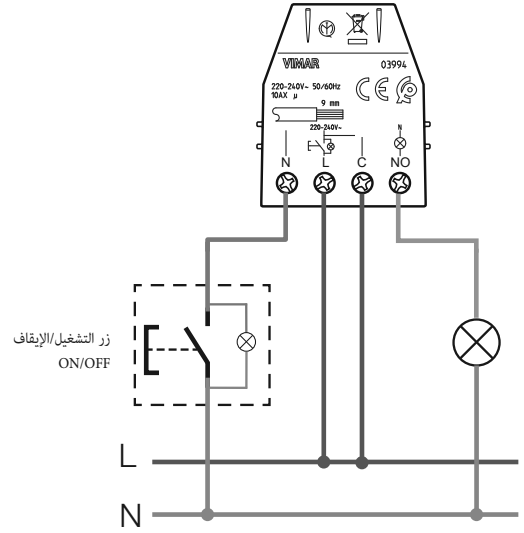 VIMAR 03994
220-240V~ 50/60Hz
10AX μ
9 mm
220-240V~
N
N L C NO
زر التشغيل/الإيقاف
ON/OFF
L
N